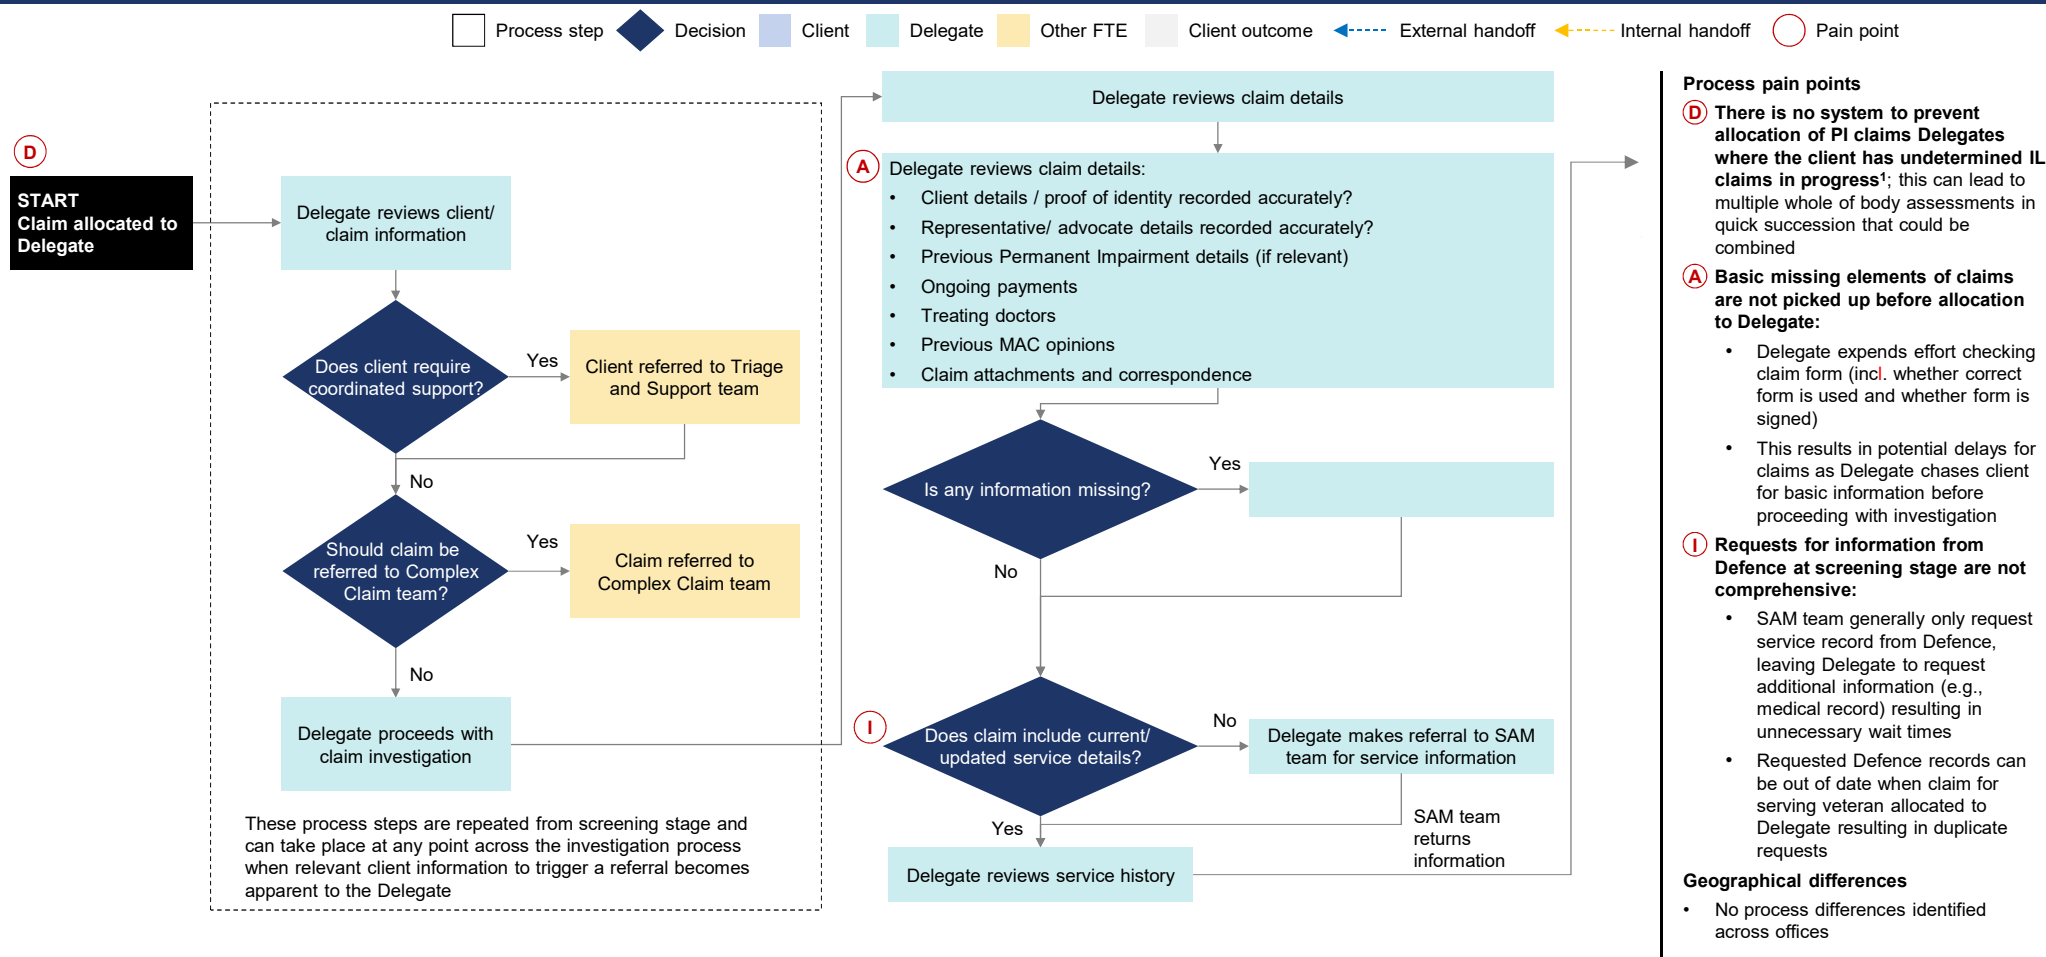 Process step
Decision
Client
Delegate
Other FTE
Client outcome
External handoff
Internal handoff
Pain point
D
START
Claim allocated to
Delegate
Delegate reviews client/
claim information
Does client require
coordinated support?
Yes
Client referred to Triage
and Support team
No
Should claim be
referred to Complex
Claim team?
Yes
Claim referred to
Complex Claim team
No
Delegate proceeds with
claim investigation
These process steps are repeated from screening stage and
can take place at any point across the investigation process
when relevant client information to trigger a referral becomes
apparent to the Delegate
Delegate reviews claim details
A
Delegate reviews claim details:
• Client details / proof of identity recorded accurately?
• Representative/ advocate details recorded accurately?
• Previous Permanent Impairment details (if relevant)
• Ongoing payments
• Treating doctors
• Previous MAC opinions
• Claim attachments and correspondence
Is any information missing?
Yes
No
I
Does claim include current/
updated service details?
No
Delegate makes referral to SAM
team for service information
Yes
SAM team
returns
information
Delegate reviews service history
Process pain points
D There is no system to prevent
allocation of PI claims Delegates
where the client has undetermined IL
claims in progress¹; this can lead to
multiple whole of body assessments in
quick succession that could be
combined
A Basic missing elements of claims
are not picked up before allocation
to Delegate:
• Delegate expends effort checking
claim form (incl. whether correct
form is used and whether form is
signed)
• This results in potential delays for
claims as Delegate chases client
for basic information before
proceeding with investigation
I Requests for information from
Defence at screening stage are not
comprehensive:
• SAM team generally only request
service record from Defence,
leaving Delegate to request
additional information (e.g.,
medical record) resulting in
unnecessary wait times
• Requested Defence records can
be out of date when claim for
serving veteran allocated to
Delegate resulting in duplicate
requests
Geographical differences
• No process differences identified
across offices